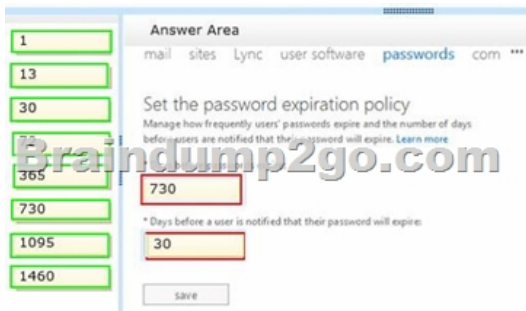 1
13
30
365
730
1095
1460
Answer Area
mail sites Lync user software passwords com ...
Set the password expiration policy
Manage how frequently users' passwords expire and the number of days
before users are notified that their password will expire. Learn more
Braindump2go.com
730
* Days before a user is notified that their password will expire:
30
save